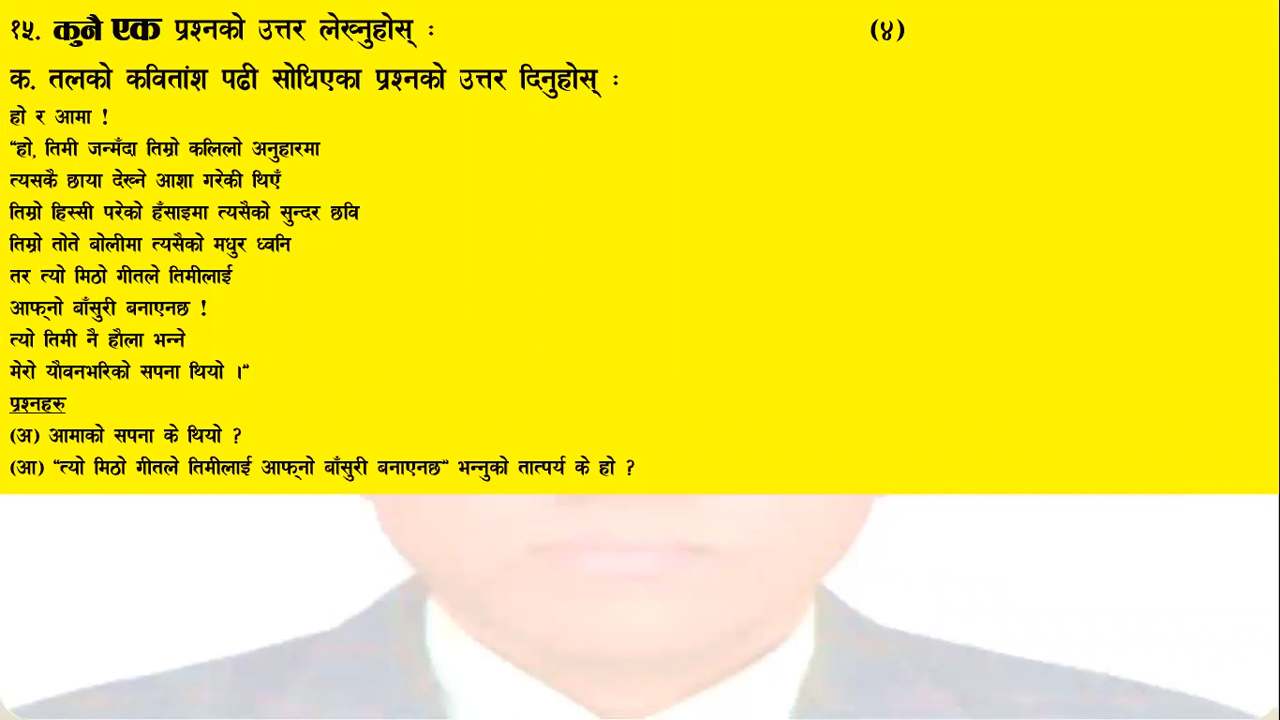 १५. कुनै एक प्रश्नको उत्तर लेख्नुहोस् : (४)
क. तलको कवितांश पढी सोधिएका प्रश्नको उत्तर दिनुहोस् :
हो र आमा !
“हो, तिमी जन्मँदा तिम्रो कलिलो अनुहारमा
त्यसकै छाया देख्ने आशा गरेकी थिएँ
तिम्रो हिस्सी परेको हँसाइमा त्यसैको सुन्दर छवि
तिम्रो तोते बोलीमा त्यसैको मधुर ध्वनि
तर त्यो मिठो गीतले तिमीलाई
आफ्नो बाँसुरी बनाएनछ !
त्यो तिमी नै हौला भन्ने
मेरो यौवनभरिको सपना थियो ।”
प्रश्नहरु
(अ) आमाको सपना के थियो ?
(आ) “त्यो मिठो गीतले तिमीलाई आफ्नो बाँसुरी बनाएनछ” भन्नुको तात्पर्य के हो ?